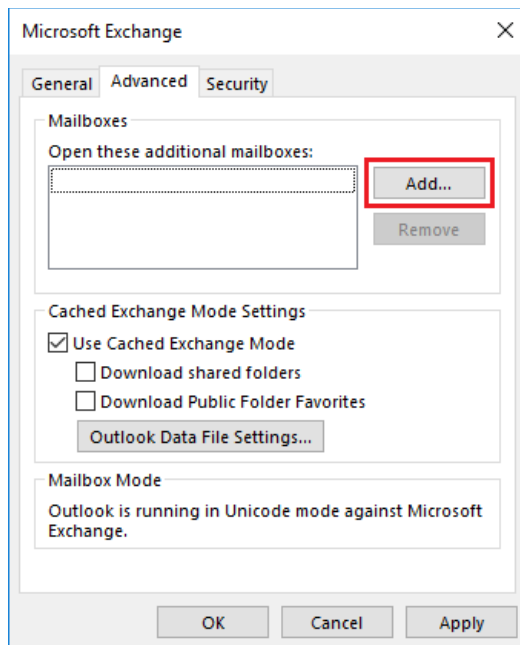 Microsoft Exchange
General Advanced Security
Mailboxes
Open these additional mailboxes:
Add...
Remove
Cached Exchange Mode Settings
Use Cached Exchange Mode
Download shared folders
Download Public Folder Favorites
Outlook Data File Settings...
Mailbox Mode
Outlook is running in Unicode mode against Microsoft
Exchange.
OK Cancel Apply